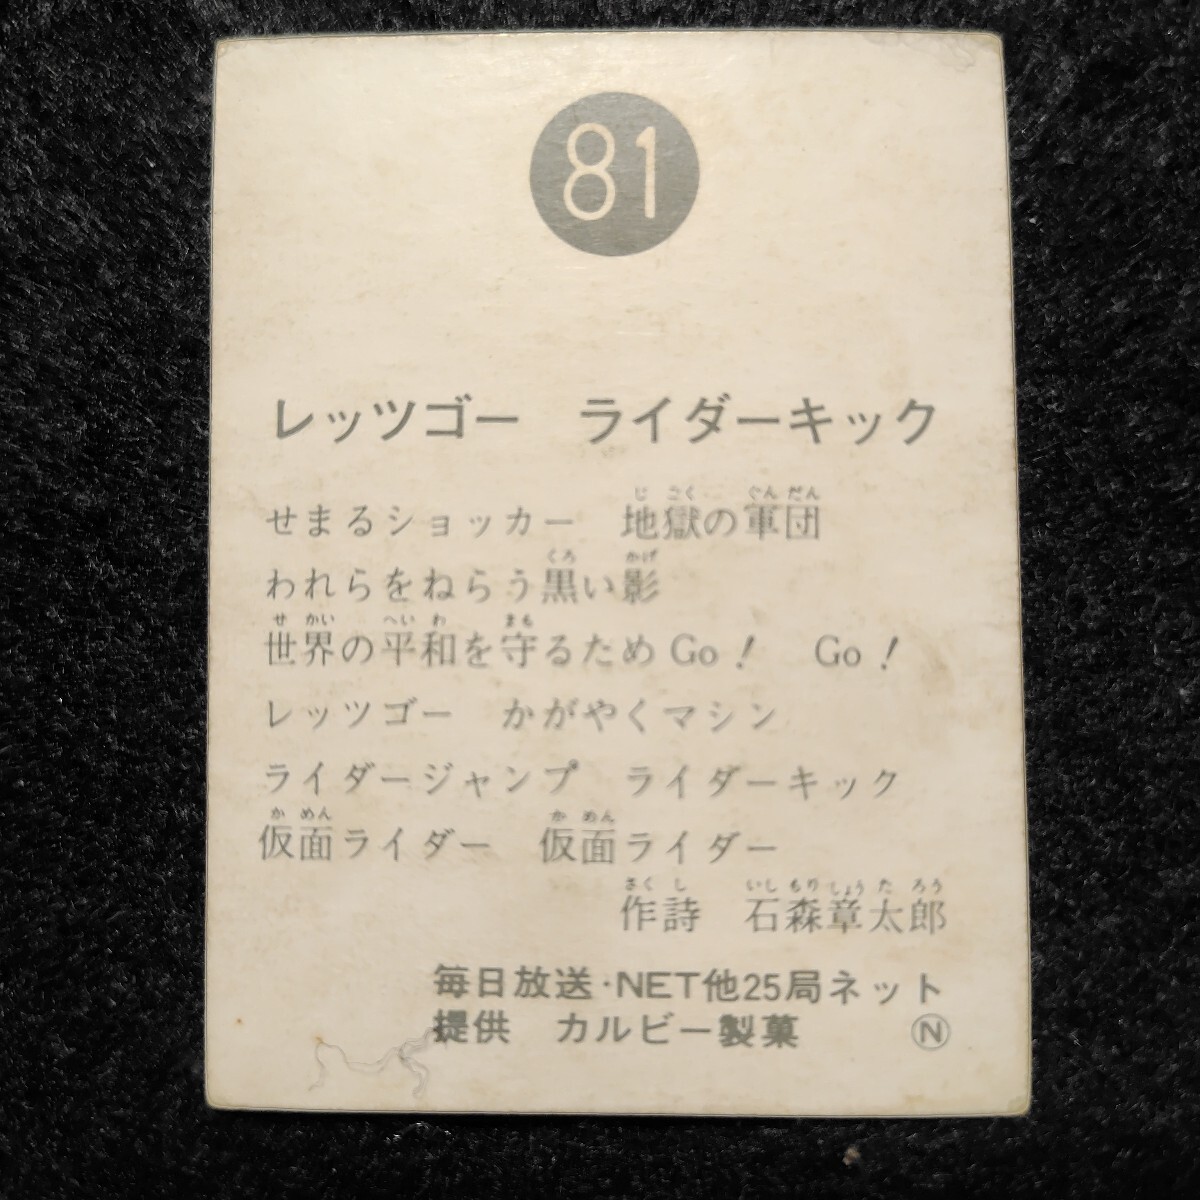 81
レッツゴー　ライダーキック
せまるショッカー　地獄の軍団
われらをねらう黒い影
世界の平和を守るためGo！　Go！
レッツゴー　かがやくマシン
ライダージャンプ　ライダーキック
仮面ライダー　仮面ライダー
作詩　石森章太郎
毎日放送・NET他25局ネット
提供　カルビー製菓　Ⓝ